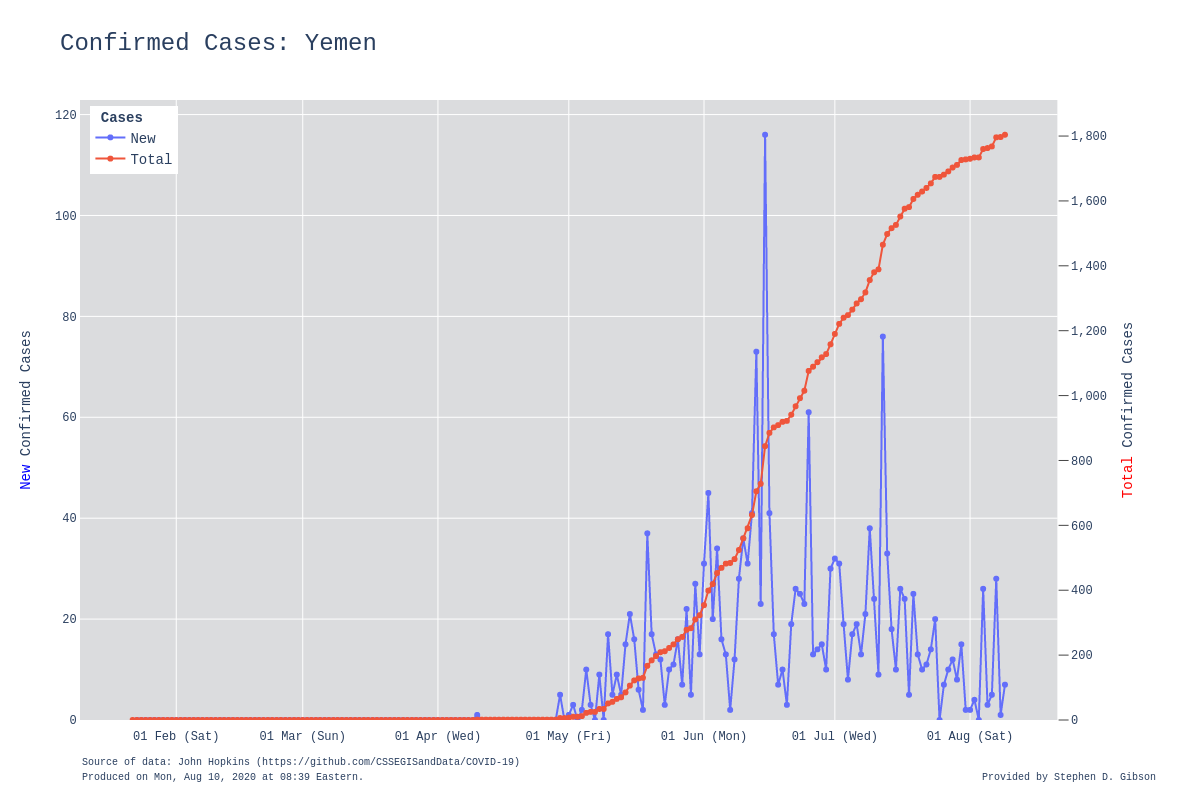 Confirmed Cases: Yemen
Cases
New
Total
120
100
80
60
40
20
0
New Confirmed Cases
1,800
1,600
1,400
1,200
1,000
800
600
400
200
0
Total Confirmed Cases
01 Feb (Sat) 01 Mar (Sun) 01 Apr (Wed) 01 May (Fri) 01 Jun (Mon) 01 Jul (Wed) 01 Aug (Sat)
Source of data: John Hopkins (https://github.com/CSSEGISandData/COVID-19)
Produced on Mon, Aug 10, 2020 at 08:39 Eastern.
Provided by Stephen D. Gibson